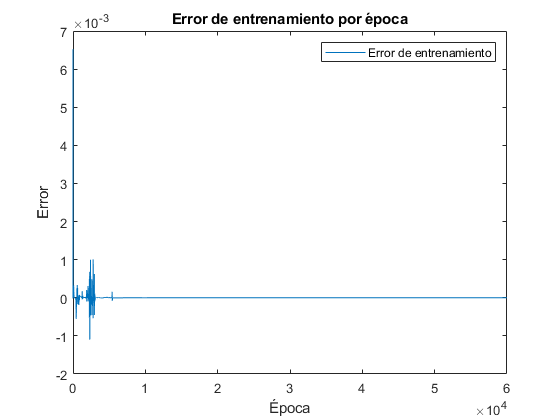 Error de entrenamiento por época
×10-3
Error de entrenamiento
7
6
5
4
3
2
1
0
-1
-2
Error
0 1 2 3 4 5 6
Época
×104